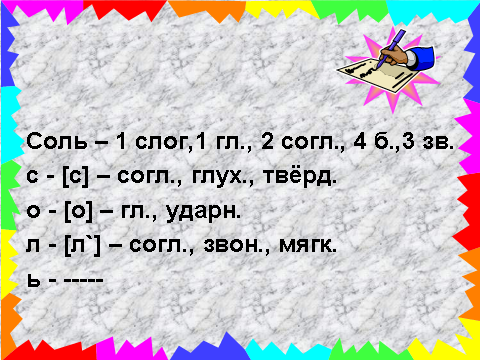 Соль – 1 слог,1 гл., 2 согл., 4 б.,3 зв.
с - [с] – согл., глух., твёрд.
о - [о] – гл., ударн.
л - [л`] – согл., звон., мягк.
ь - -----